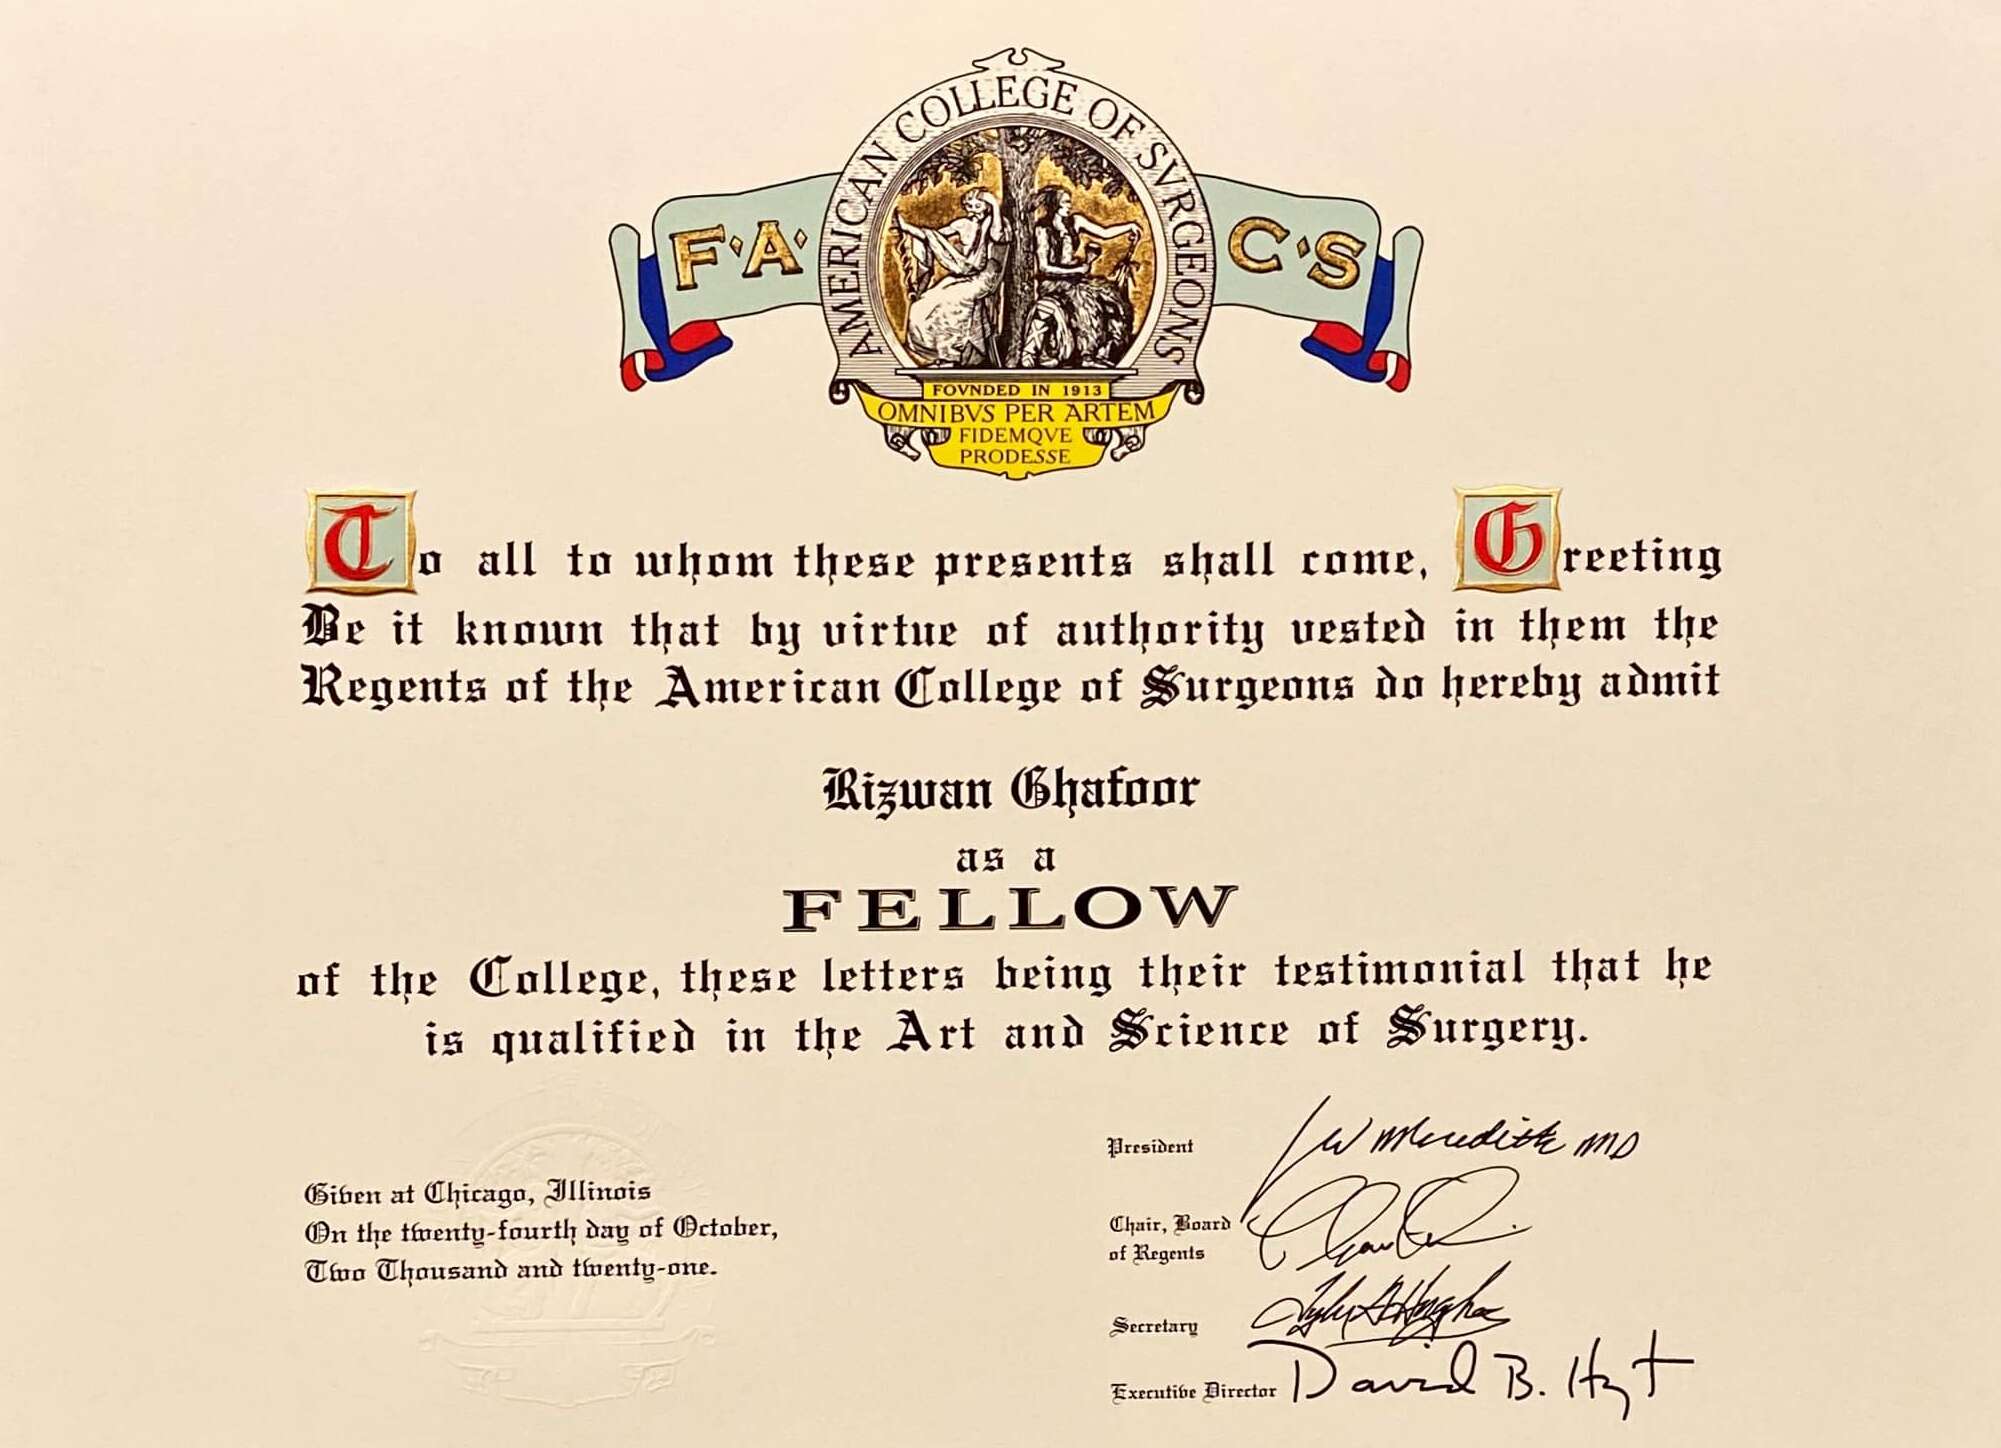 AMERICAN COLLEGE OF SVRGEONS
F·A· C·S
FOVNDED IN 1913
OMNIBVS PER ARTEM
FIDEMQVE
PRODESSE
To all to whom these presents shall come, Greeting
Be it known that by virtue of authority vested in them the
Regents of the American College of Surgeons do hereby admit
Rizwan Ghafoor
as a
FELLOW
of the College, these letters being their testimonial that he
is qualified in the Art and Science of Surgery.
Given at Chicago, Illinois
On the twenty-fourth day of October,
Two Thousand and twenty-one.
President
J W Meredith MD
Chair, Board
of Regents
Secretary
Executive Director
David B. Hoyt